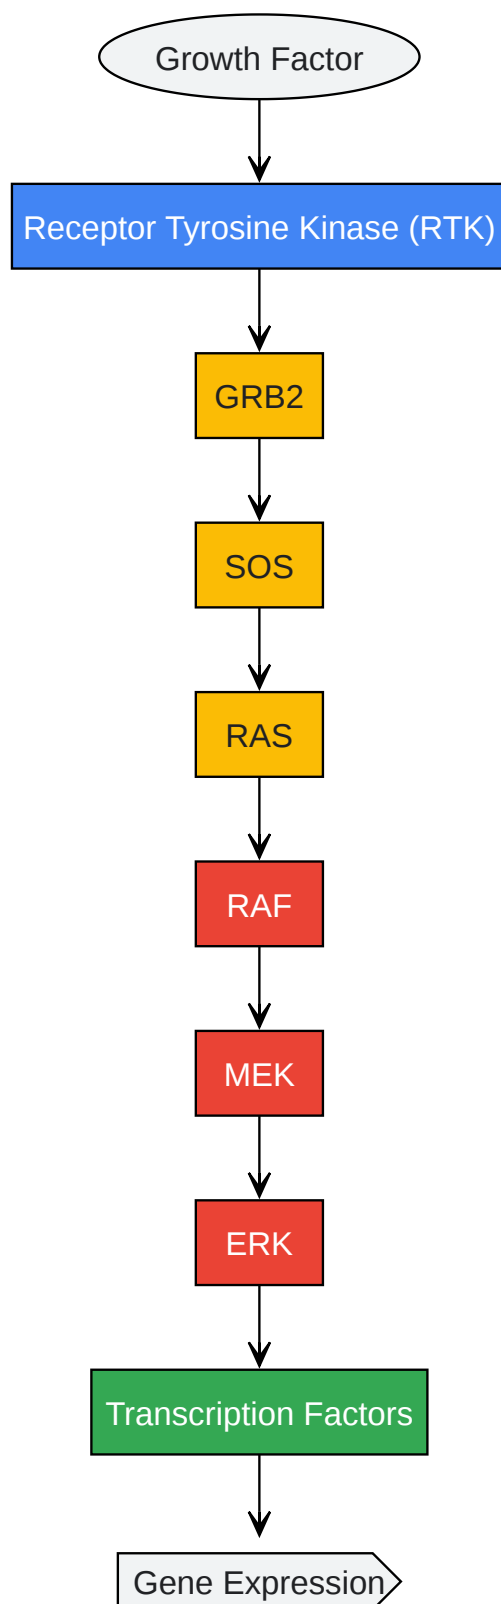 Growth Factor
Receptor Tyrosine Kinase (RTK)
GRB2
SOS
RAS
RAF
MEK
ERK
Transcription Factors
Gene Expression